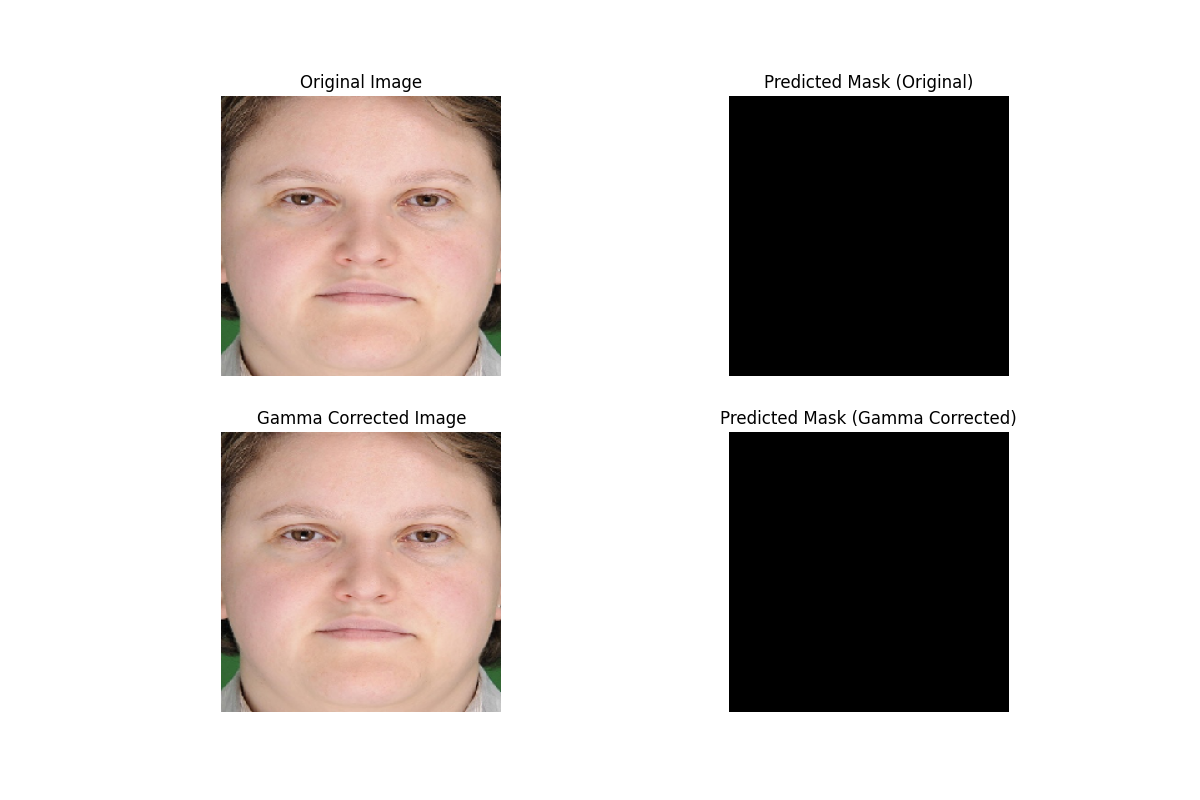 Original Image
Predicted Mask (Original)
Gamma Corrected Image
Predicted Mask (Gamma Corrected)